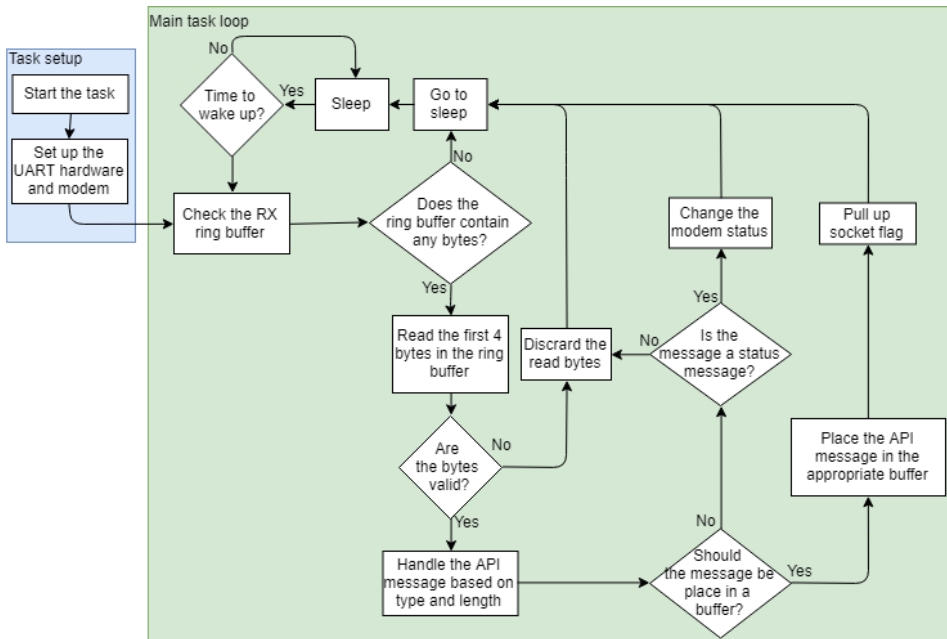 Main task loop
Task setup
Start the task
Set up the
UART hardware
and modem
No
Time to
wake up?
Yes
Sleep
Go to
sleep
No
Check the RX
ring buffer
Does the
ring buffer contain
any bytes?
Yes
Change the
modem status
Pull up
socket flag
Yes
Read the first 4
bytes in the ring
buffer
Discrard the
read bytes
No
Is the
message a status
message?
Are
the bytes
valid?
No
Yes
Place the API
message in the
appropriate buffer
Handle the API
message based on
type and length
No
Should
the message be
place in a
buffer?
Yes